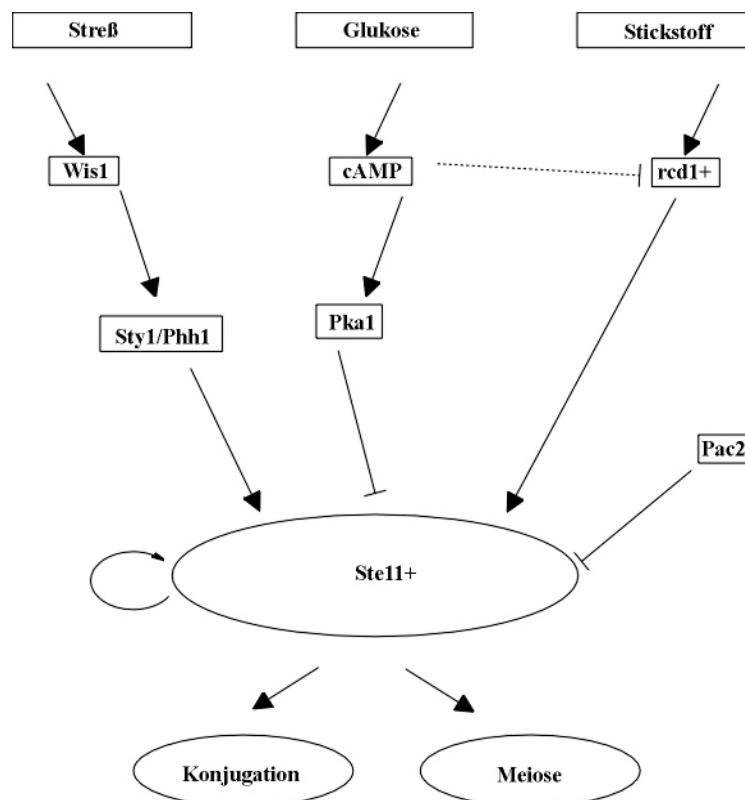 Streß
Glukose
Stickstoff
Wis1
cAMP
rcd1+
Sty1/Phh1
Pka1
Pac2
Ste11+
Konjugation
Meiose